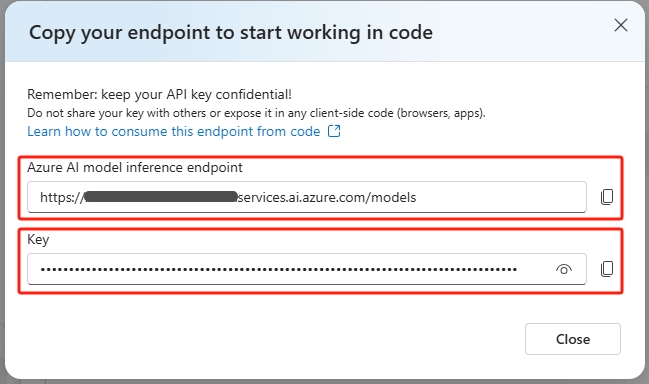 Copy your endpoint to start working in code
Remember: keep your API key confidential!
Do not share your key with others or expose it in any client-side code (browsers, apps).
Learn how to consume this endpoint from code
Azure AI model inference endpoint
https:// services.ai.azure.com/models
Key
••••••••••••••••••••••••••••••••••••••••••••••••••••••••••••••••••••••••••••••••••••
Close